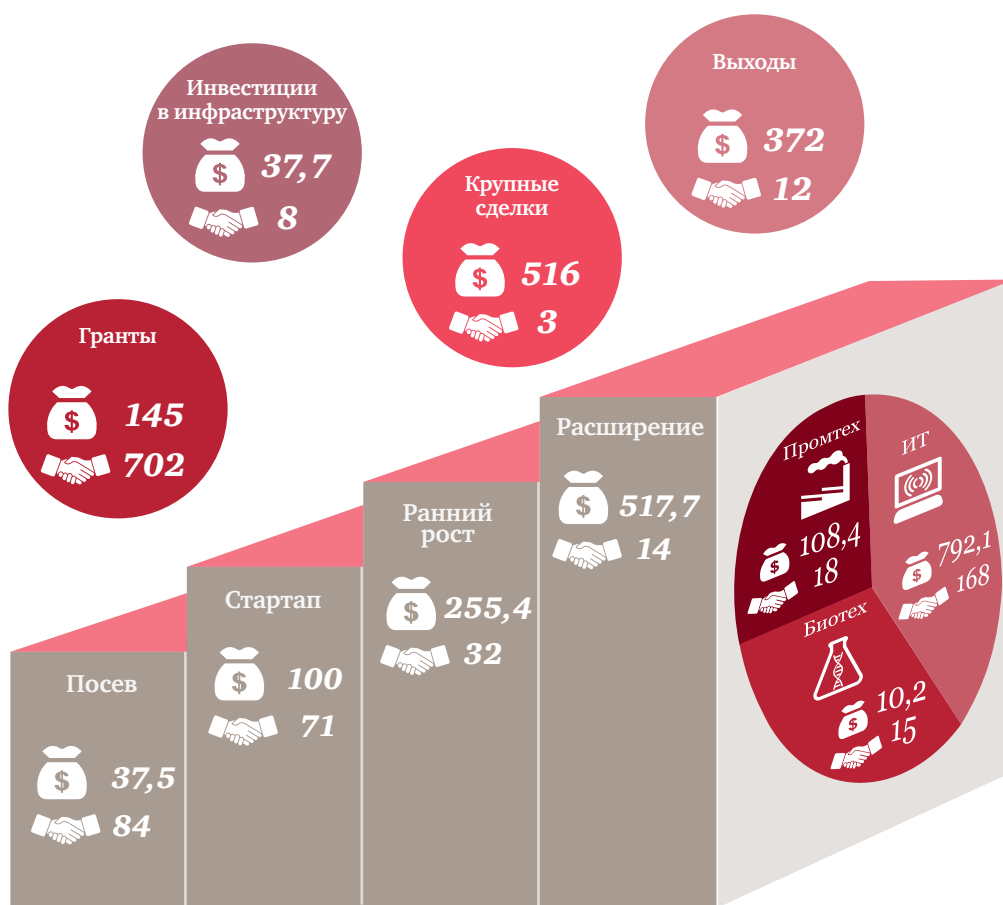 Инвестиции
в инфраструктуру
$ 37,7
8
Выходы
$ 372
12
Крупные
сделки
$ 516
3
Гранты
$ 145
702
Посев
$ 37,5
84
Стартап
$ 100
71
Ранний
рост
$ 255,4
32
Расширение
$ 517,7
14
Промтех
$ 108,4
18
ИТ
$ 792,1
168
Биотех
$ 10,2
15